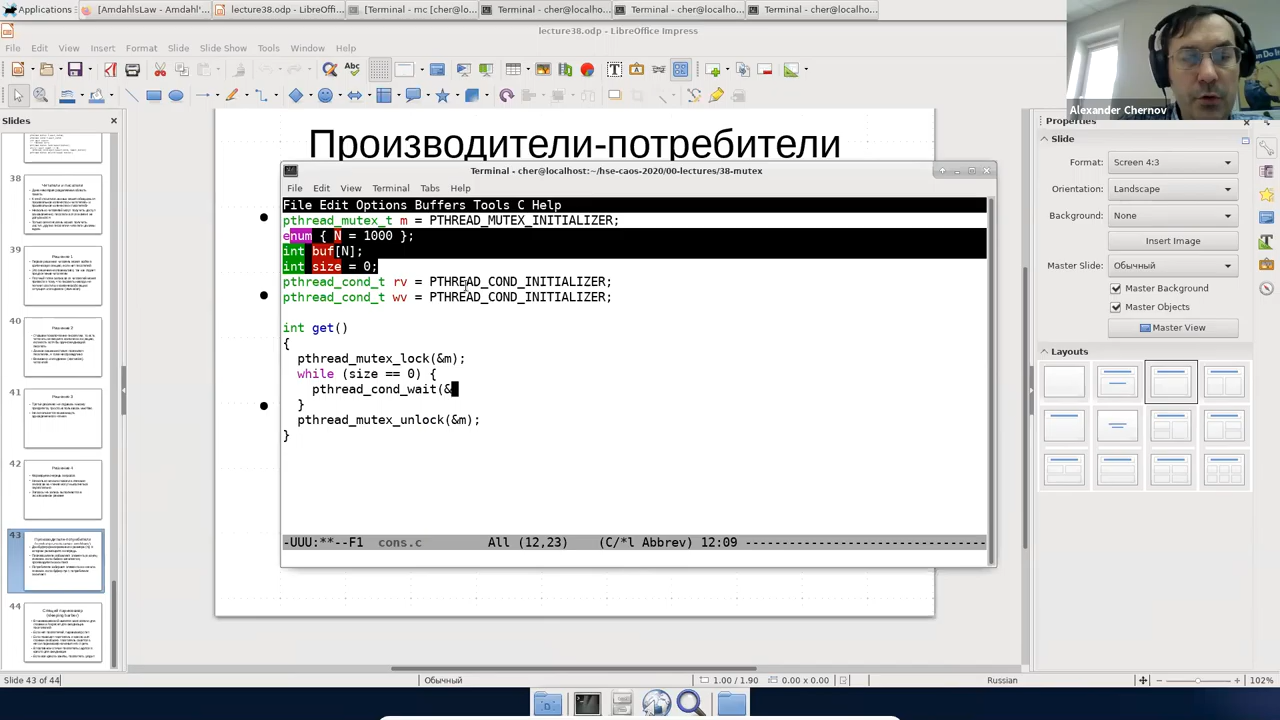 Applications
[AmdahlsLaw - Amdahl'...
lecture38.odp - LibreOffi...
[Terminal - mc [cher@lo...
Terminal - cher@localho...
Terminal - cher@localho...
Terminal - cher@localho...
lecture38.odp - LibreOffice Impress
File Edit View Insert Format Slide Slide Show Tools Window Help
Alexander Chernov
Slides
Properties
Slide
Format: Screen 4:3
Orientation: Landscape
Background: None
Insert Image
Master Slide: Обычный
Master Background
Master Objects
Master View
Layouts
38
39
40
41
42
43
44
Производители-потребители
Terminal - cher@localhost:~/hse-caos-2020/00-lectures/38-mutex
File Edit View Terminal Tabs Help
File Edit Options Buffers Tools C Help
pthread_mutex_t m = PTHREAD_MUTEX_INITIALIZER;
enum { N = 1000 };
int buf[N];
int size = 0;
pthread_cond_t rv = PTHREAD_COND_INITIALIZER;
pthread_cond_t wv = PTHREAD_COND_INITIALIZER;
int get()
{
pthread_mutex_lock(&m);
while (size == 0) {
pthread_cond_wait(&
}
pthread_mutex_unlock(&m);
}
-UUU:**--F1 cons.c All (12,23) (C/*l Abbrev) 12:09
Slide 43 of 44
Обычный
1.00 / 1.90
0.00 x 0.00
Russian
102%